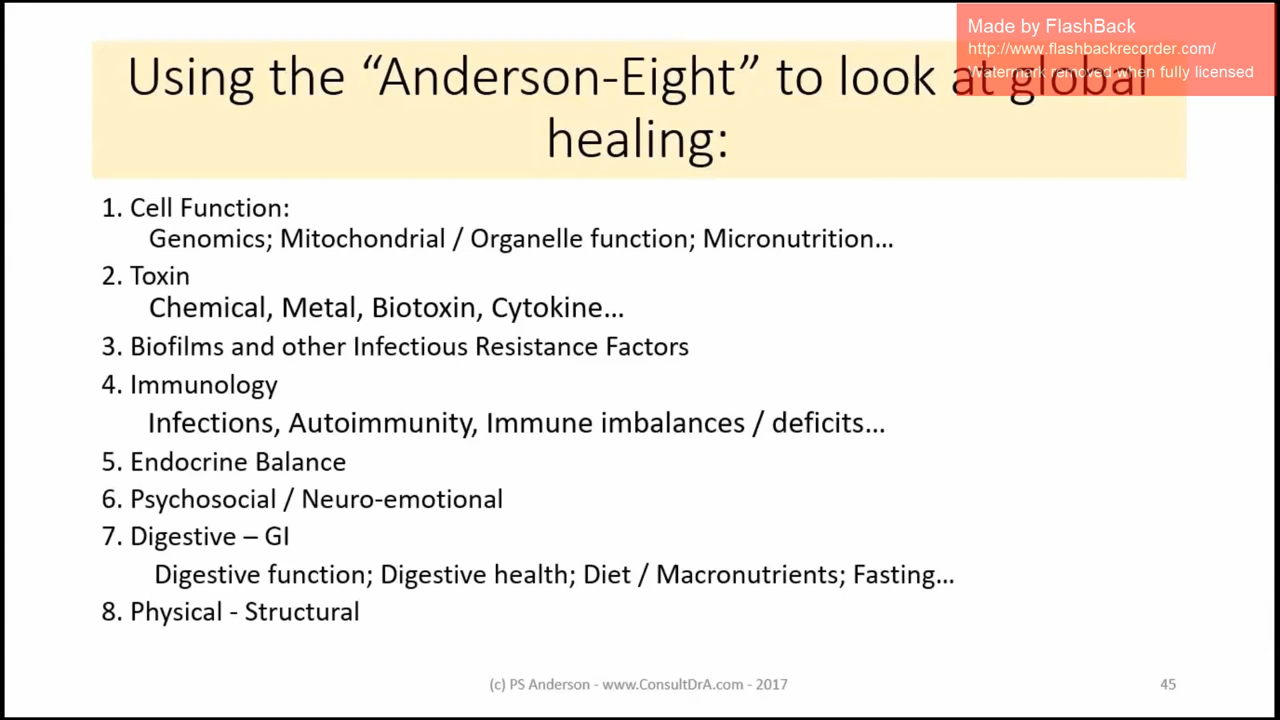 Made by FlashBack
http://www.flashbackrecorder.com/
Watermark removed when fully licensed
Using the “Anderson-Eight” to look at global
healing:
1. Cell Function:
Genomics; Mitochondrial / Organelle function; Micronutrition…
2. Toxin
Chemical, Metal, Biotoxin, Cytokine…
3. Biofilms and other Infectious Resistance Factors
4. Immunology
Infections, Autoimmunity, Immune imbalances / deficits…
5. Endocrine Balance
6. Psychosocial / Neuro-emotional
7. Digestive – GI
Digestive function; Digestive health; Diet / Macronutrients; Fasting…
8. Physical - Structural
(c) PS Anderson - www.ConsultDrA.com - 2017
45